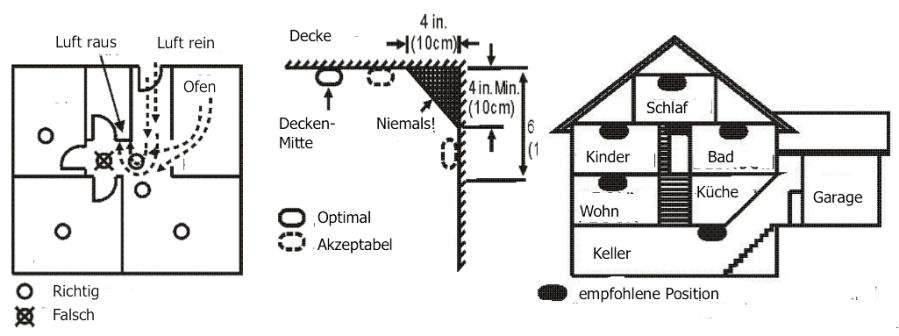 Luft raus
Luft rein
Ofen
Richtig
Falsch
Decke
4 in.
(10cm)
4 in. Min.
(10cm)
6
(1
Decken-
Mitte
Niemals!
Optimal
Akzeptabel
Schlaf
Kinder
Bad
Wohn
Küche
Garage
Keller
empfohlene Position